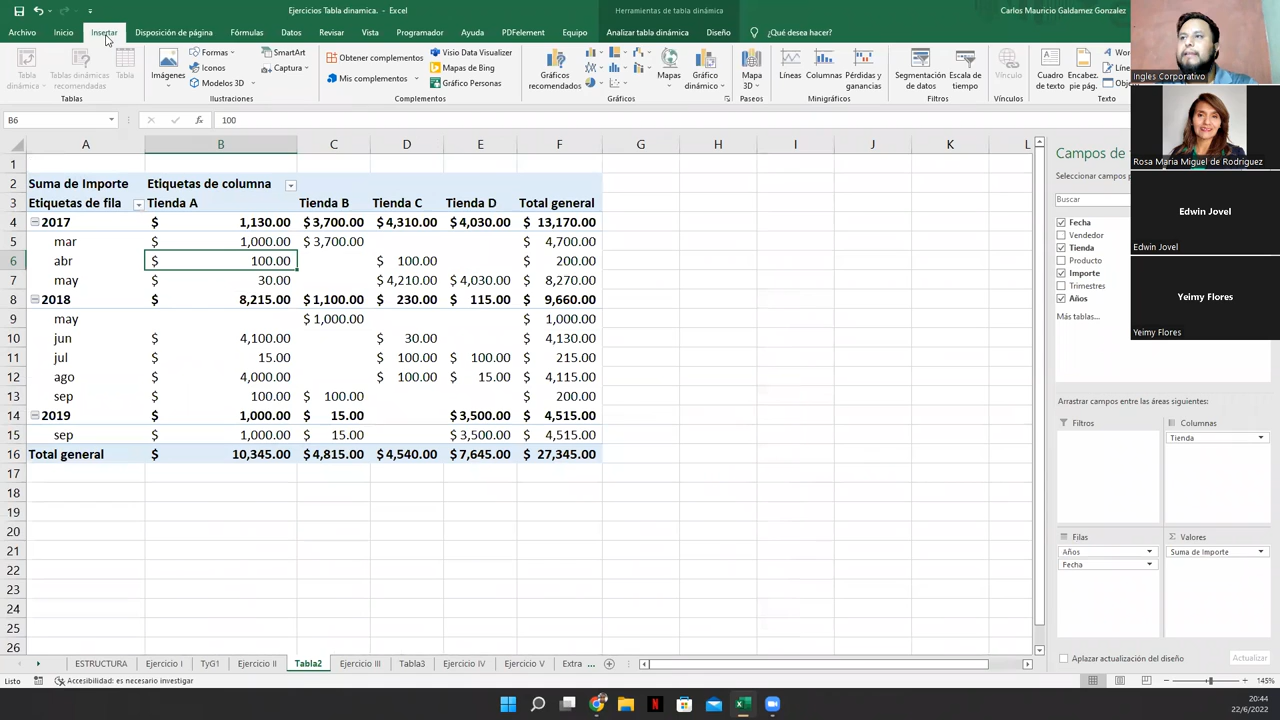 Ejercicios Tabla dinamica. - Excel
Herramientas de tabla dinámica
Carlos Mauricio Galdamez Gonzalez
Archivo Inicio Insertar Disposición de página Fórmulas Datos Revisar Vista Programador Ayuda PDFelement Equipo Analizar tabla dinámica Diseño ¿Qué desea hacer?
Tabla dinámica
Tablas dinámicas recomendadas
Tabla
Tablas
Imágenes
Formas
Iconos
Modelos 3D
SmartArt
Captura
Ilustraciones
Obtener complementos
Mis complementos
Visio Data Visualizer
Mapas de Bing
Gráfico Personas
Complementos
Gráficos recomendados
Mapas
Gráfico dinámico
Gráficos
Mapa 3D
Paseos
Líneas
Columnas
Pérdidas y ganancias
Minigráficos
Segmentación de datos
Escala de tiempo
Filtros
Vínculo
Vínculos
Cuadro de texto
Encabez. pie pág.
Texto
B6 fx 100
A B C D E F G H I J K L
1
2 Suma de Importe Etiquetas de columna
3 Etiquetas de fila Tienda A Tienda B Tienda C Tienda D Total general
4 2017 $ 1,130.00 $ 3,700.00 $ 4,310.00 $ 4,030.00 $ 13,170.00
5 mar $ 1,000.00 $ 3,700.00 $ 4,700.00
6 abr $ 100.00 $ 100.00 $ 200.00
7 may $ 30.00 $ 4,210.00 $ 4,030.00 $ 8,270.00
8 2018 $ 8,215.00 $ 1,100.00 $ 230.00 $ 115.00 $ 9,660.00
9 may $ 1,000.00 $ 1,000.00
10 jun $ 4,100.00 $ 30.00 $ 4,130.00
11 jul $ 15.00 $ 100.00 $ 100.00 $ 215.00
12 ago $ 4,000.00 $ 100.00 $ 15.00 $ 4,115.00
13 sep $ 100.00 $ 100.00 $ 200.00
14 2019 $ 1,000.00 $ 15.00 $ 3,500.00 $ 4,515.00
15 sep $ 1,000.00 $ 15.00 $ 3,500.00 $ 4,515.00
16 Total general $ 10,345.00 $ 4,815.00 $ 4,540.00 $ 7,645.00 $ 27,345.00
17
18
19
20
21
22
23
24
25
26
Campos de
Seleccionar campos
Buscar
Fecha
Vendedor
Tienda
Producto
Importe
Trimestres
Años
Más tablas...
Arrastrar campos entre las áreas siguientes:
Filtros
Columnas
Tienda
Filas
Años
Fecha
Valores
Suma de Importe
Aplazar actualización del diseño
Actualizar
Ingles Corporativo
Rosa Maria Miguel de Rodriguez
Edwin Jovel
Edwin Jovel
Yeimy Flores
Yeimy Flores
ESTRUCTURA Ejercicio I TyG1 Ejercicio II Tabla2 Ejercicio III Tabla3 Ejercicio IV Ejercicio V Extra ...
Listo Accesibilidad: es necesario investigar 145%
20:44
22/6/2022